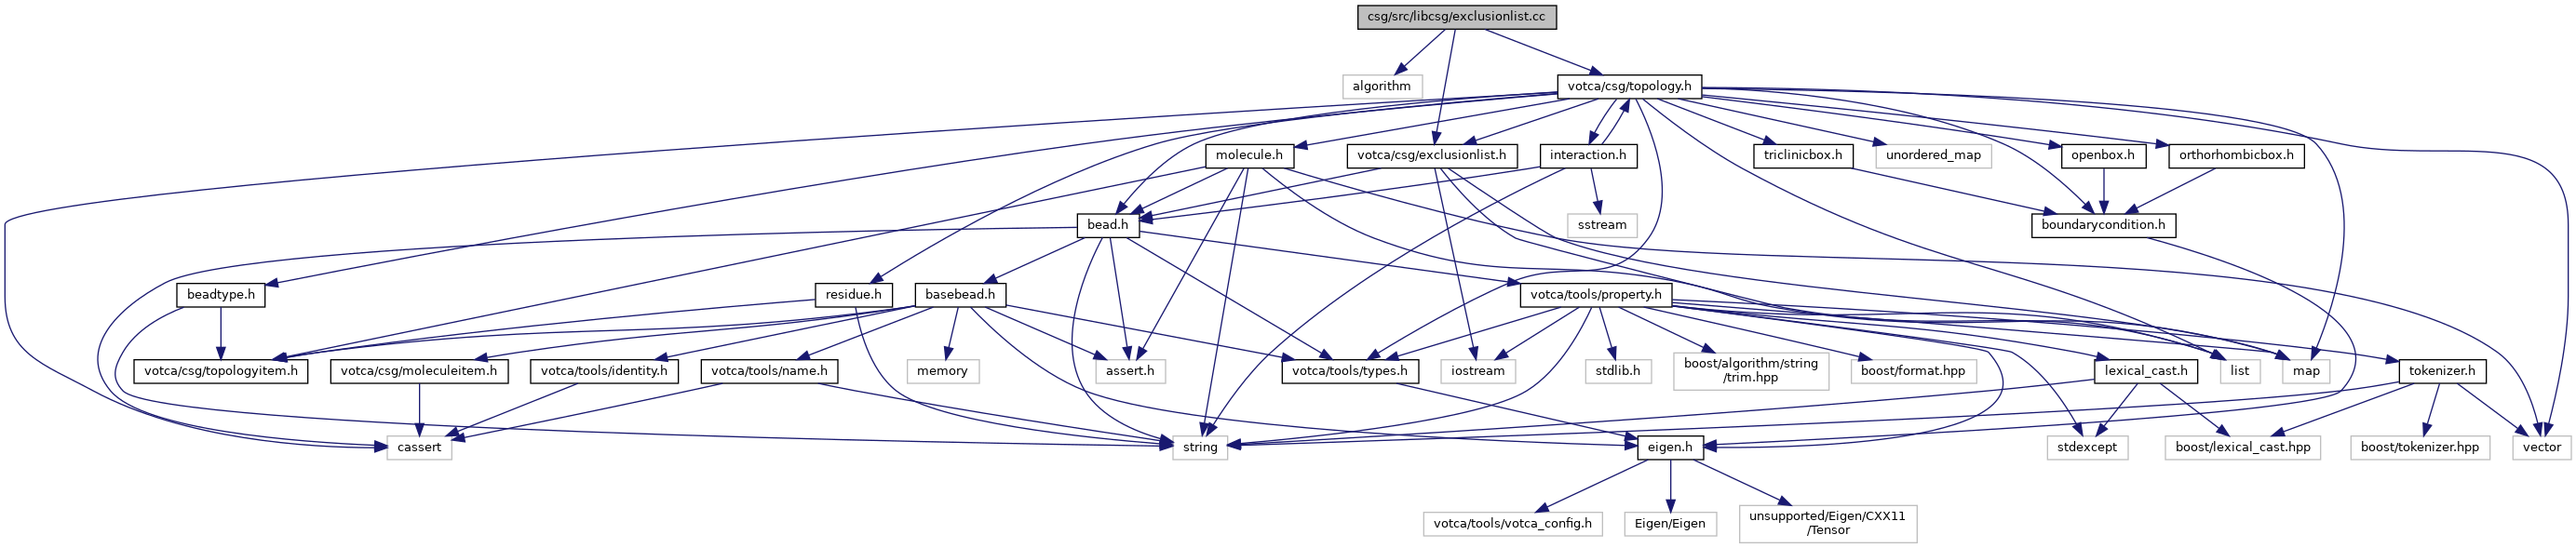 csg/src/libcsg/exclusionlist.cc
algorithm
votca/csg/topology.h
molecule.h
votca/csg/exclusionlist.h
interaction.h
triclinicbox.h
unordered_map
openbox.h
orthorhombicbox.h
bead.h
sstream
boundarycondition.h
beadtype.h
residue.h
basebead.h
votca/tools/property.h
votca/csg/topologyitem.h
votca/csg/moleculeitem.h
votca/tools/identity.h
votca/tools/name.h
memory
assert.h
votca/tools/types.h
iostream
stdlib.h
boost/algorithm/string
/trim.hpp
boost/format.hpp
lexical_cast.h
list
map
tokenizer.h
cassert
string
eigen.h
stdexcept
boost/lexical_cast.hpp
boost/tokenizer.hpp
vector
votca/tools/votca_config.h
Eigen/Eigen
unsupported/Eigen/CXX11
/Tensor